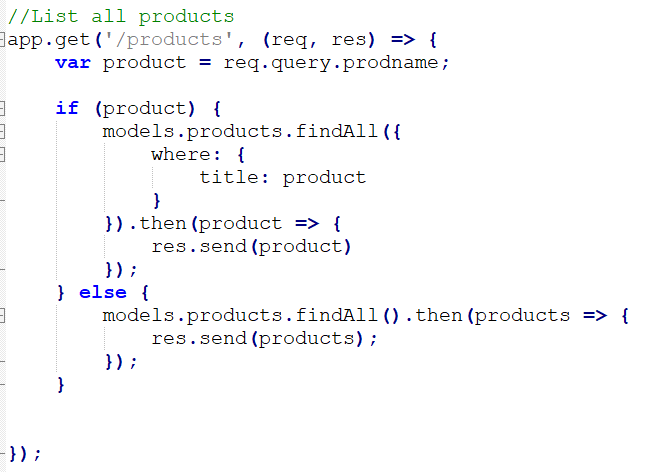 //List all products
app.get('/products', (req, res) => {
    var product = req.query.prodname;

    if (product) {
        models.products.findAll({
            where: {
                title: product
            }
        }).then(product => {
            res.send(product)
        });
    } else {
        models.products.findAll().then(products => {
            res.send(products);
        });
    }


});